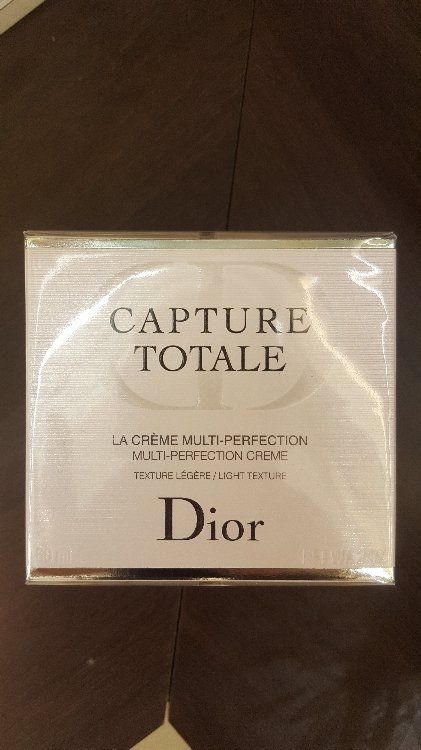 CAPTURE
TOTALE
LA CRÈME MULTI-PERFECTION
MULTI-PERFECTION CREME
TEXTURE LÉGÈRE / LIGHT TEXTURE
Dior